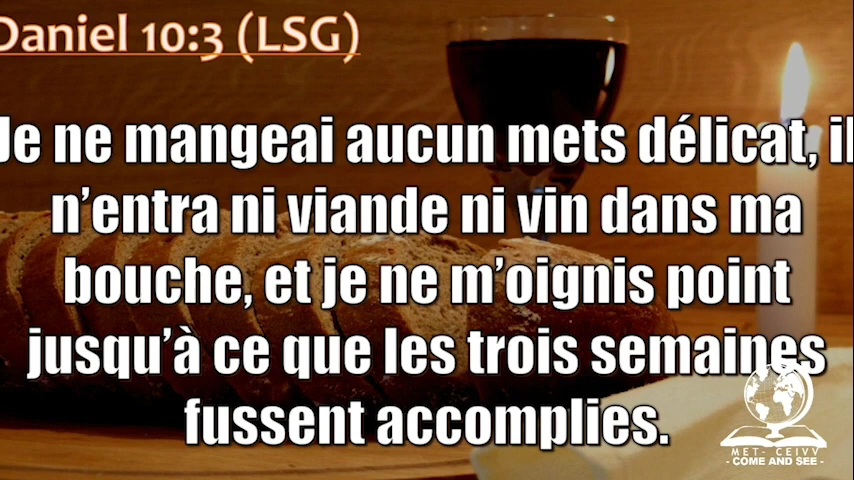 Daniel 10:3 (LSG)
Je ne mangeai aucun mets délicat, il
n’entra ni viande ni vin dans ma
bouche, et je ne m’oignis point
jusqu’à ce que les trois semaines
fussent accomplies.
MET- CEIVV
- COME AND SEE -